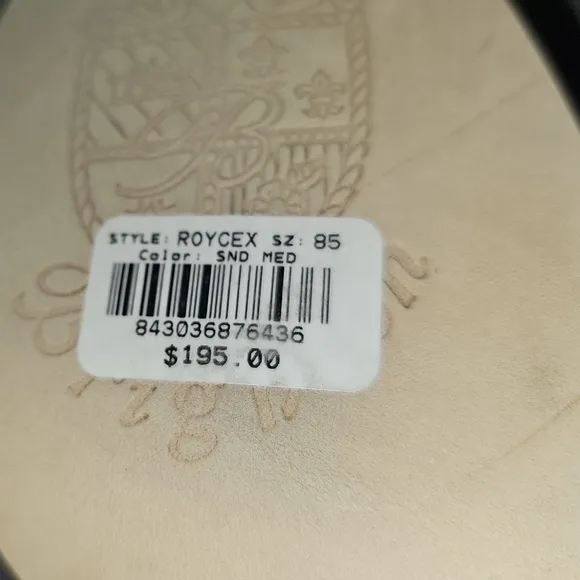 B
STYLE: ROYCEX SZ: 85
Color: SND MED
843036876436
$195.00